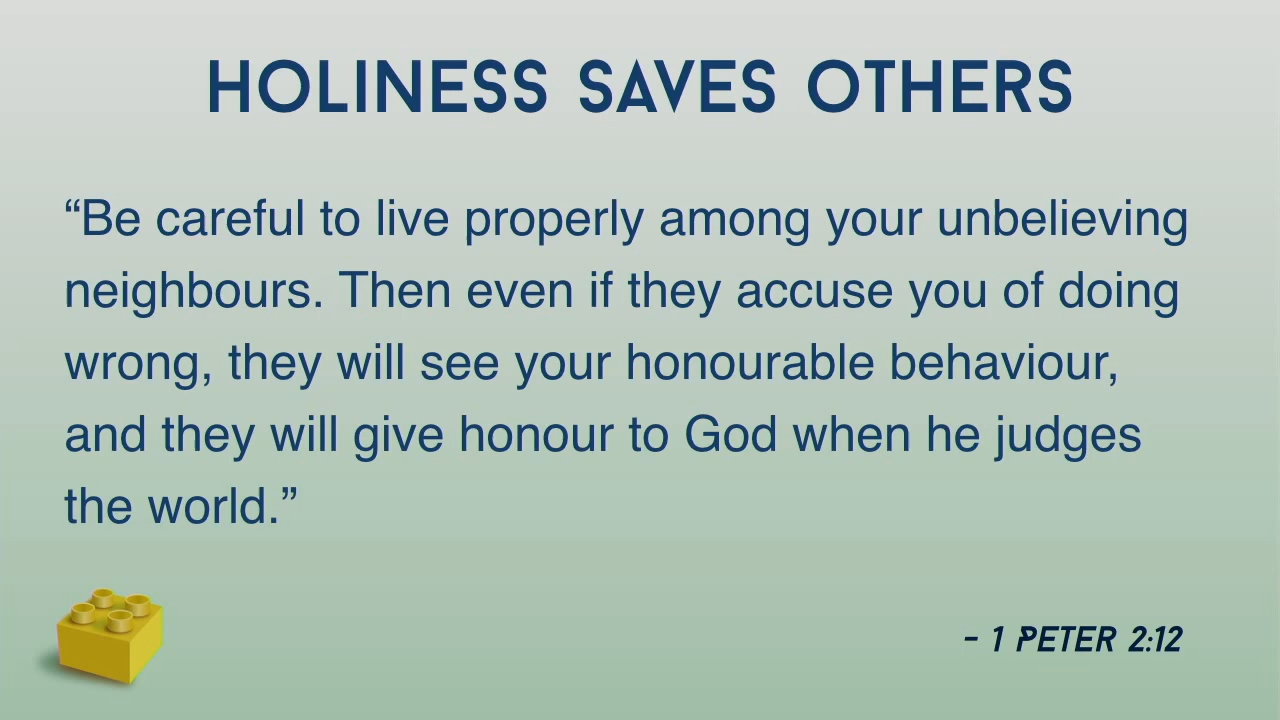 HOLINESS SAVES OTHERS
“Be careful to live properly among your unbelieving
neighbours. Then even if they accuse you of doing
wrong, they will see your honourable behaviour,
and they will give honour to God when he judges
the world.”
- 1 PETER 2:12